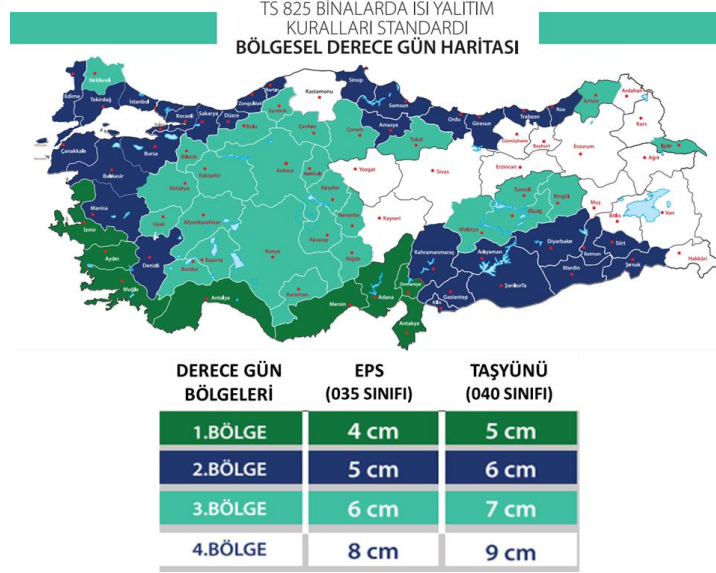 TS 825 BİNALARDA ISI YALITIM
KURALLARI STANDARDI
BÖLGESEL DERECE GÜN HARİTASI
Kırklareli
Edirne
Tekirdağ
İstanbul
Kocaeli
Sakarya
Düzce
Zonguldak
Bartın
Karabük
Kastamonu
Sinop
Samsun
Ordu
Giresun
Trabzon
Rize
Artvin
Ardahan
Kars
Iğdır
Ağrı
Erzurum
Bayburt
Gümüşhane
Erzincan
Çanakkale
Bursa
Balıkesir
Bilecik
Bolu
Çankırı
Çorum
Amasya
Tokat
Sivas
Yozgat
Ankara
Kırıkkale
Kırşehir
Eskişehir
Kütahya
Manisa
İzmir
Uşak
Afyonkarahisar
Aydın
Denizli
Muğla
Burdur
Isparta
Antalya
Konya
Aksaray
Nevşehir
Niğde
Kayseri
Karaman
Mersin
Adana
Osmaniye
Antakya
Kahramanmaraş
Gaziantep
Kilis
Adıyaman
Malatya
Elazığ
Tunceli
Bingöl
Muş
Bitlis
Van
Hakkâri
Şırnak
Siirt
Batman
Diyarbakır
Mardin
Şanlıurfa
DERECE GÜN EPS TAŞYÜNÜ
BÖLGELERİ (035 SINIFI) (040 SINIFI)
1.BÖLGE 4 cm 5 cm
2.BÖLGE 5 cm 6 cm
3.BÖLGE 6 cm 7 cm
4.BÖLGE 8 cm 9 cm